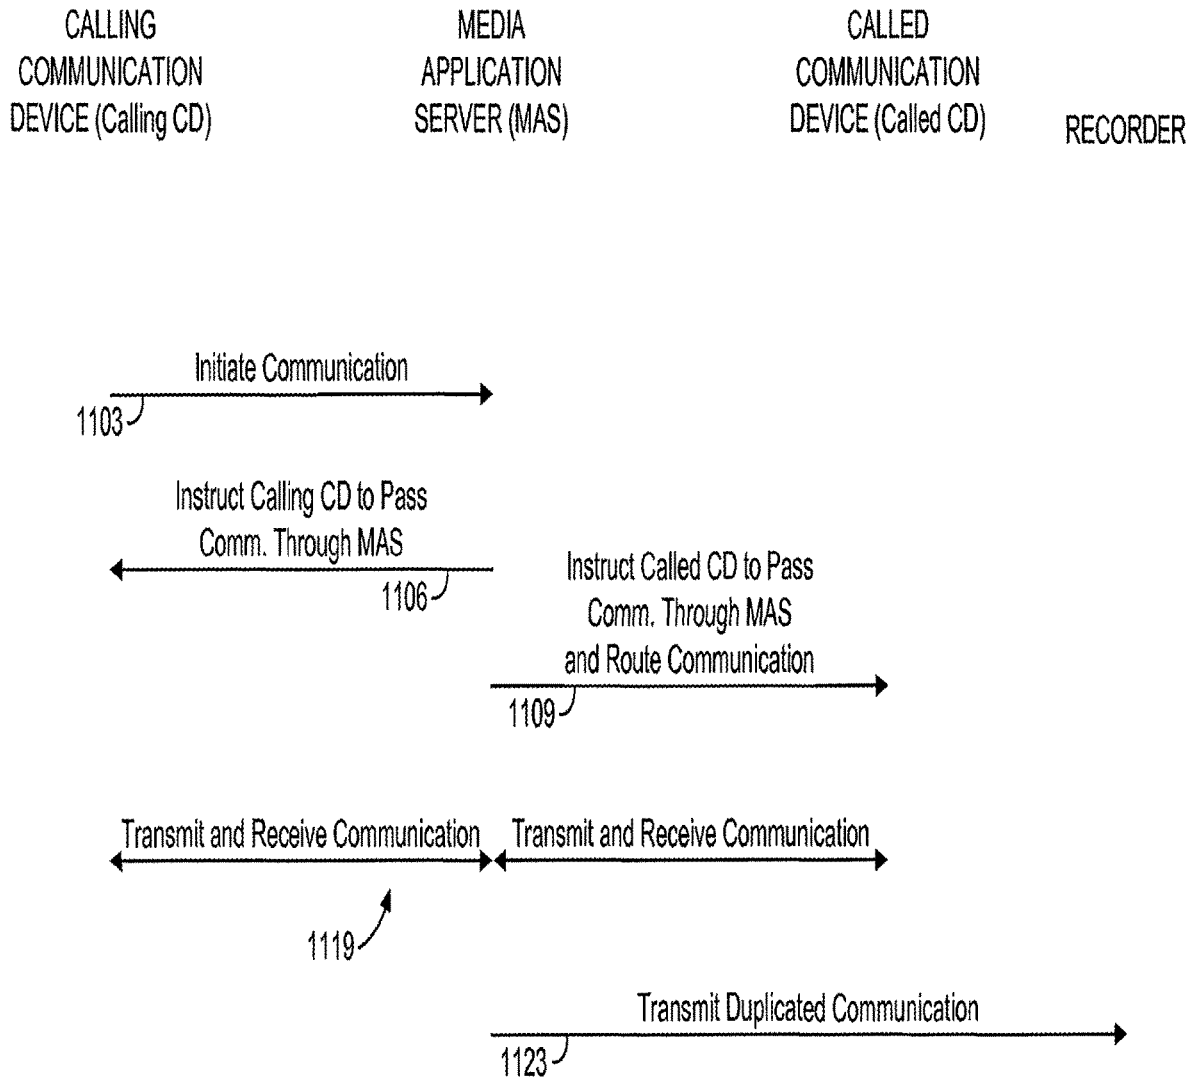 CALLING
COMMUNICATION
DEVICE (Calling CD)
MEDIA
APPLICATION
SERVER (MAS)
CALLED
COMMUNICATION
DEVICE (Called CD)
RECORDER
Initiate Communication
1103
Instruct Calling CD to Pass
Comm. Through MAS
1106
Instruct Called CD to Pass
Comm. Through MAS
and Route Communication
1109
Transmit and Receive Communication
Transmit and Receive Communication
1119
Transmit Duplicated Communication
1123